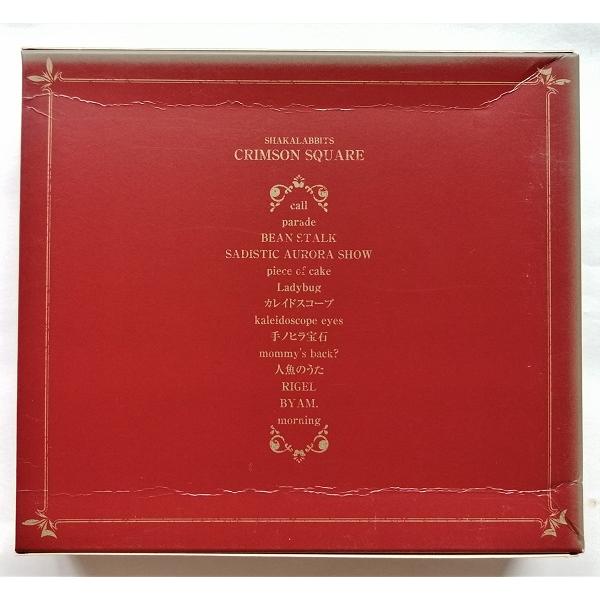 SHAKALABBITS
CRIMSON SQUARE
call
parade
BEAN STALK
SADISTIC AURORA SHOW
piece of cake
Ladybug
カレイドスコープ
kaleidoscope eyes
手ノヒラ宝石
mommy's back?
人魚のうた
RIGEL
BYAM.
morning